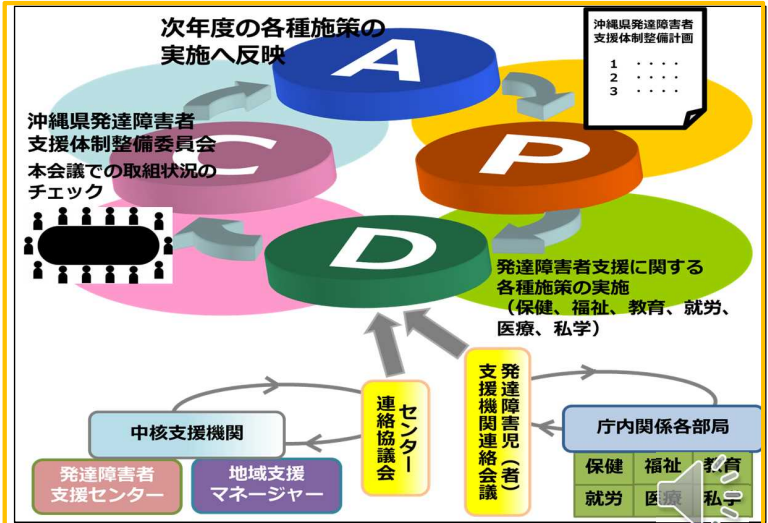 次年度の各種施策の
実施へ反映
A
沖縄県発達障害者
支援体制整備計画
1 ・・・・
2 ・・・・
3 ・・・・
P
沖縄県発達障害者
支援体制整備委員会
本会議での取組状況の
チェック
C
D
発達障害者支援に関する
各種施策の実施
（保健、福祉、教育、就労、
医療、私学）
中核支援機関
発達障害者
支援センター
地域支援
マネージャー
センター
連絡協議会
発達障害児（者）
支援機関連絡会議
庁内関係各部局
保健 福祉 教育
就労 医療 私学